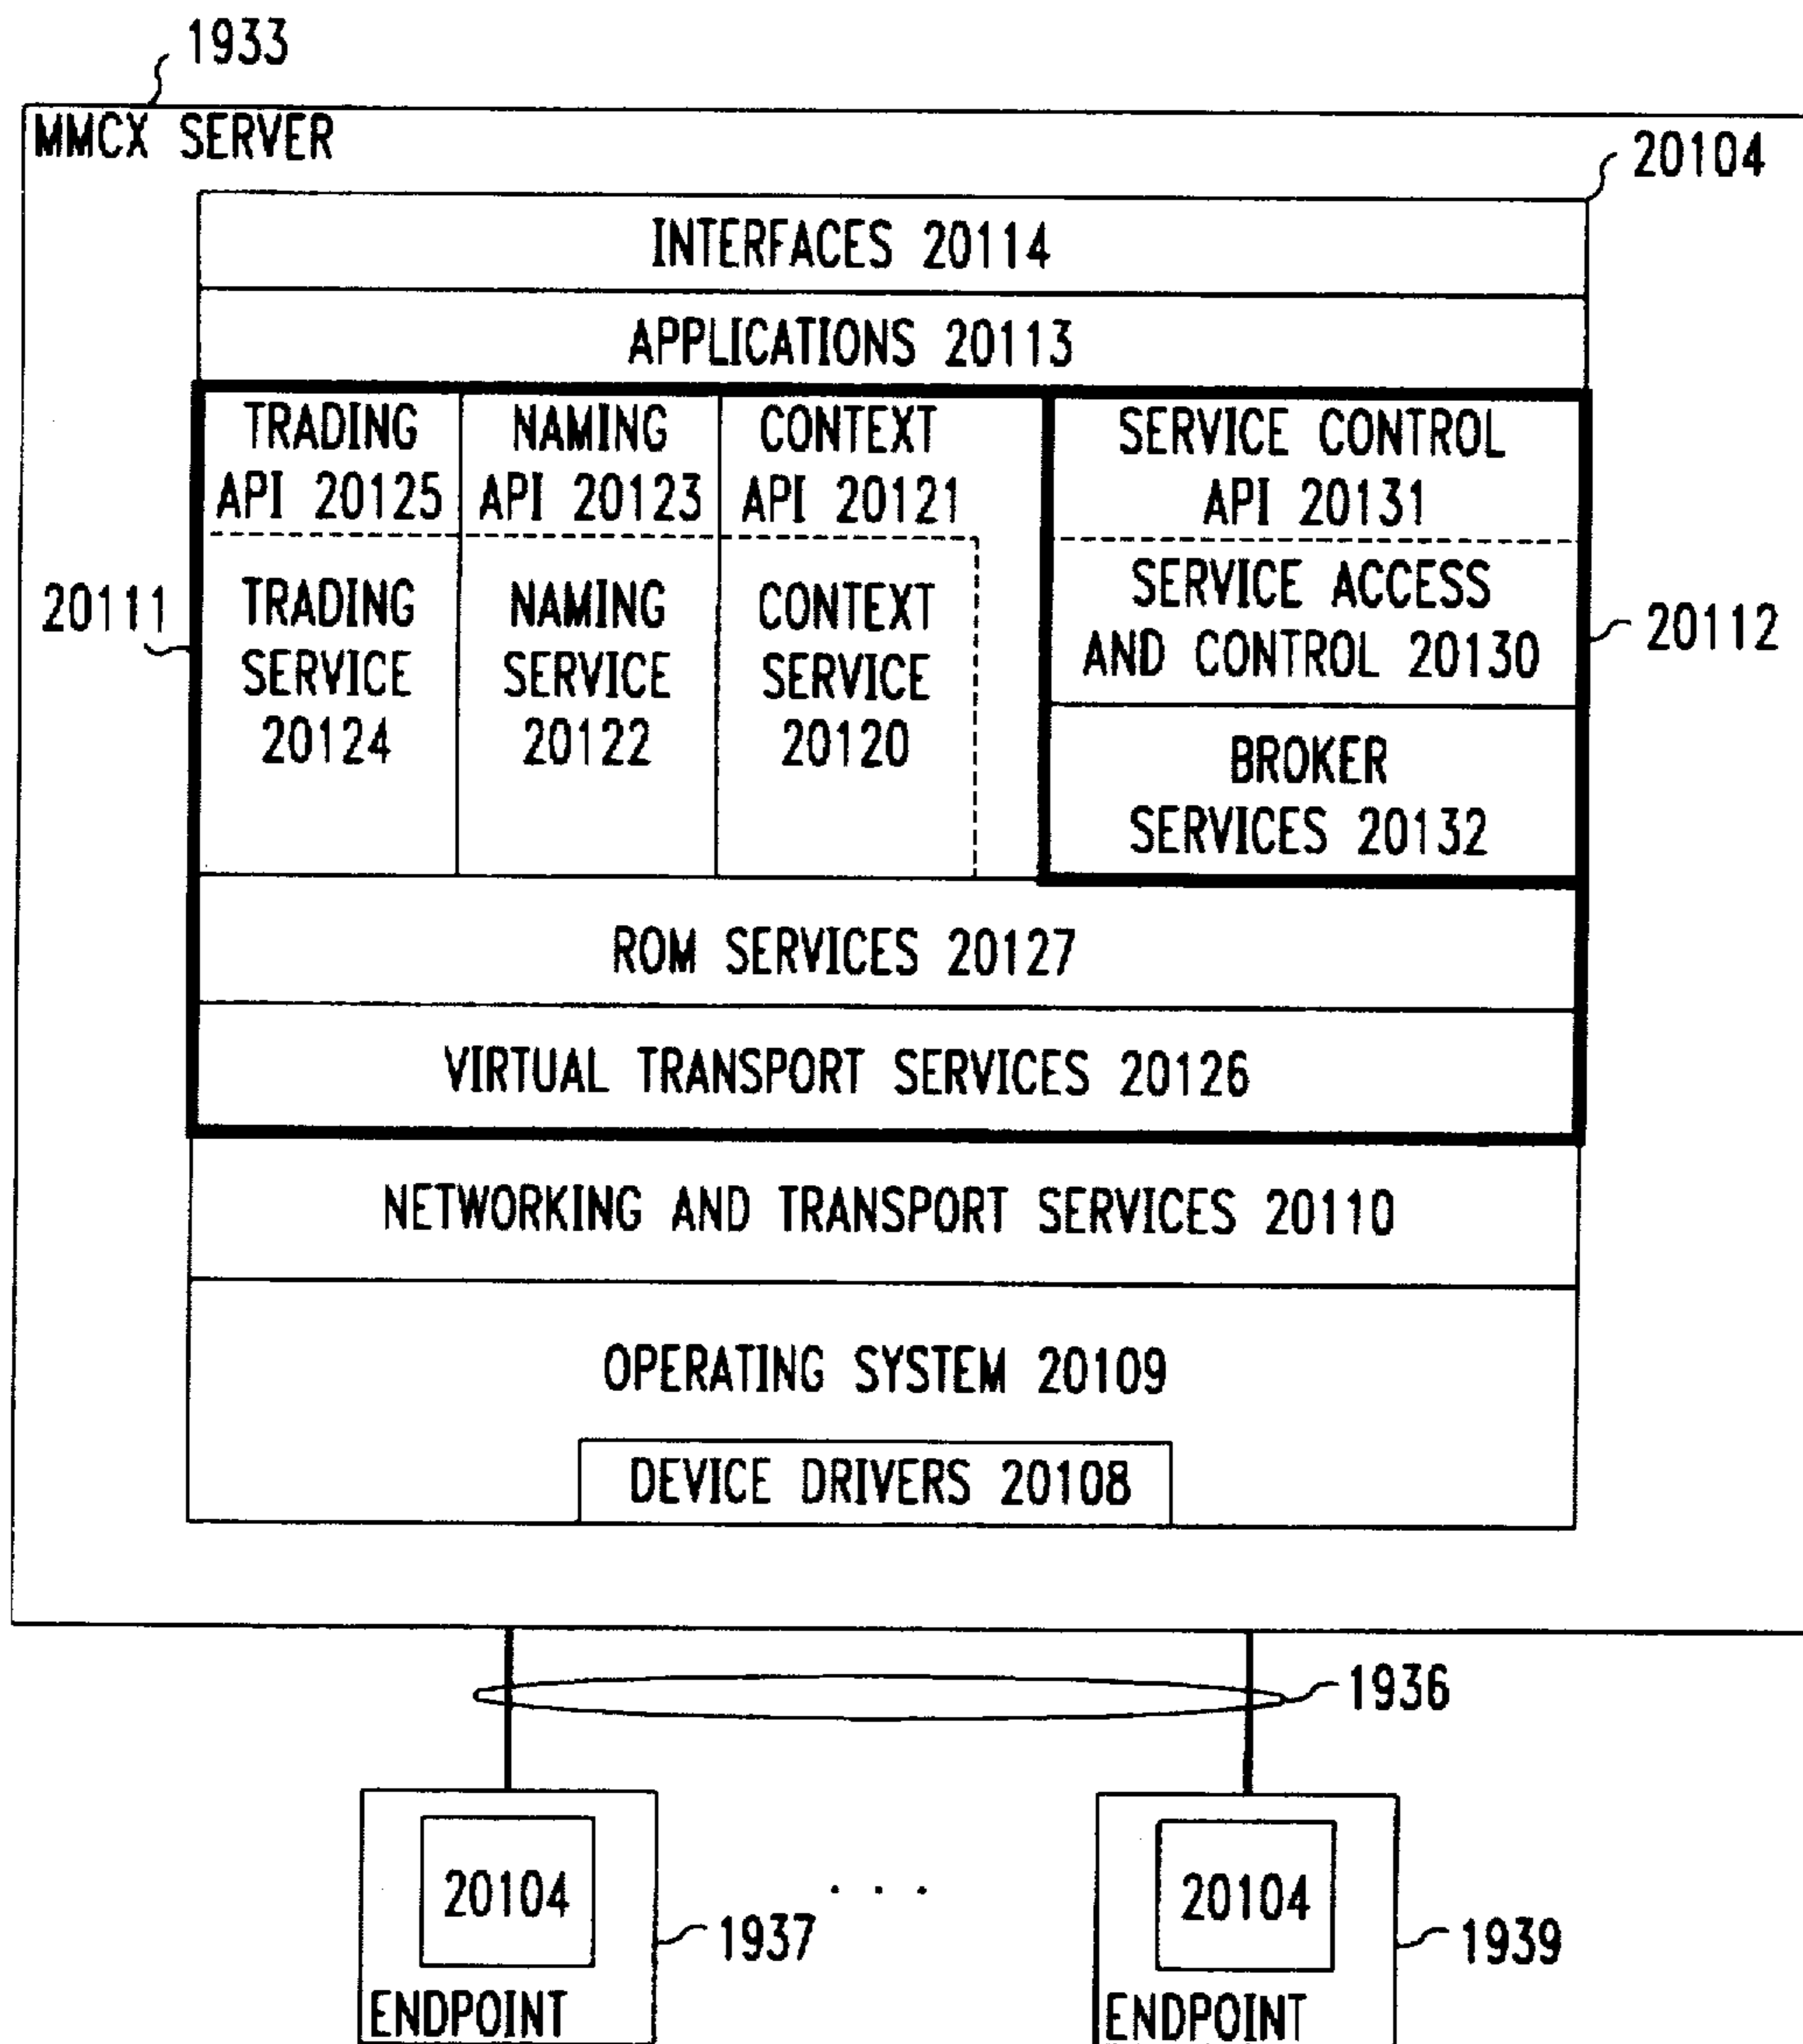 1933
MMCX SERVER
20104
INTERFACES 20114
APPLICATIONS 20113
TRADING
API 20125
NAMING
API 20123
CONTEXT
API 20121
SERVICE CONTROL
API 20131
20111
TRADING
SERVICE
20124
NAMING
SERVICE
20122
CONTEXT
SERVICE
20120
SERVICE ACCESS
AND CONTROL 20130
20112
BROKER
SERVICES 20132
ROM SERVICES 20127
VIRTUAL TRANSPORT SERVICES 20126
NETWORKING AND TRANSPORT SERVICES 20110
OPERATING SYSTEM 20109
DEVICE DRIVERS 20108
1936
20104
ENDPOINT
1937
. . .
20104
ENDPOINT
1939